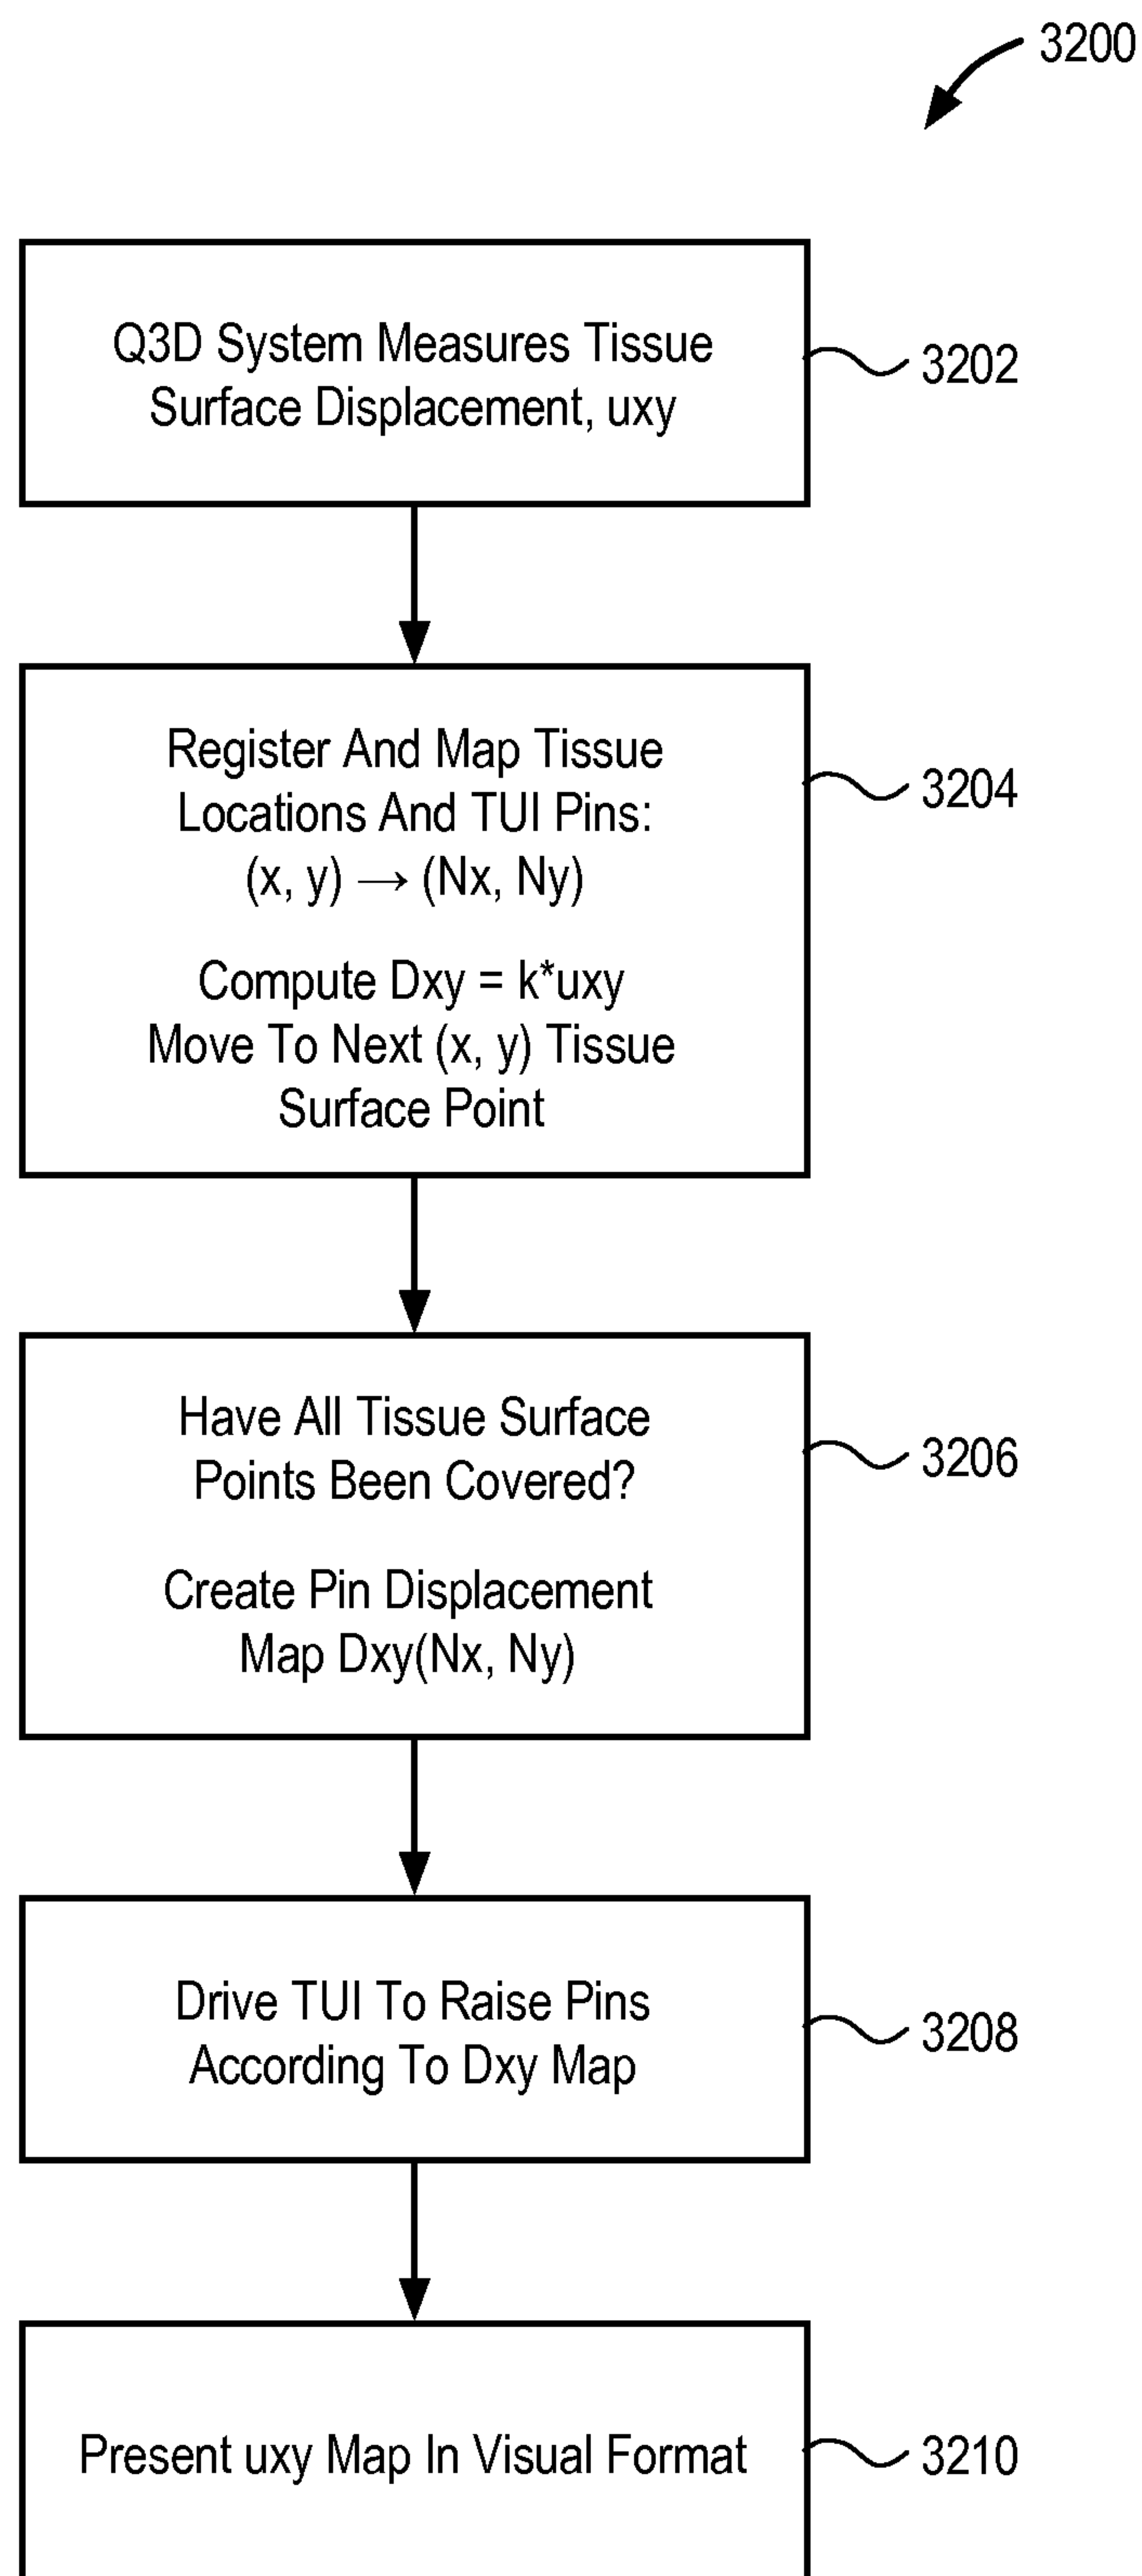 3200
Q3D System Measures Tissue
Surface Displacement, uxy
3202
Register And Map Tissue
Locations And TUI Pins:
(x, y) → (Nx, Ny)
Compute Dxy = k*uxy
Move To Next (x, y) Tissue
Surface Point
3204
Have All Tissue Surface
Points Been Covered?
Create Pin Displacement
Map Dxy(Nx, Ny)
3206
Drive TUI To Raise Pins
According To Dxy Map
3208
Present uxy Map In Visual Format
3210